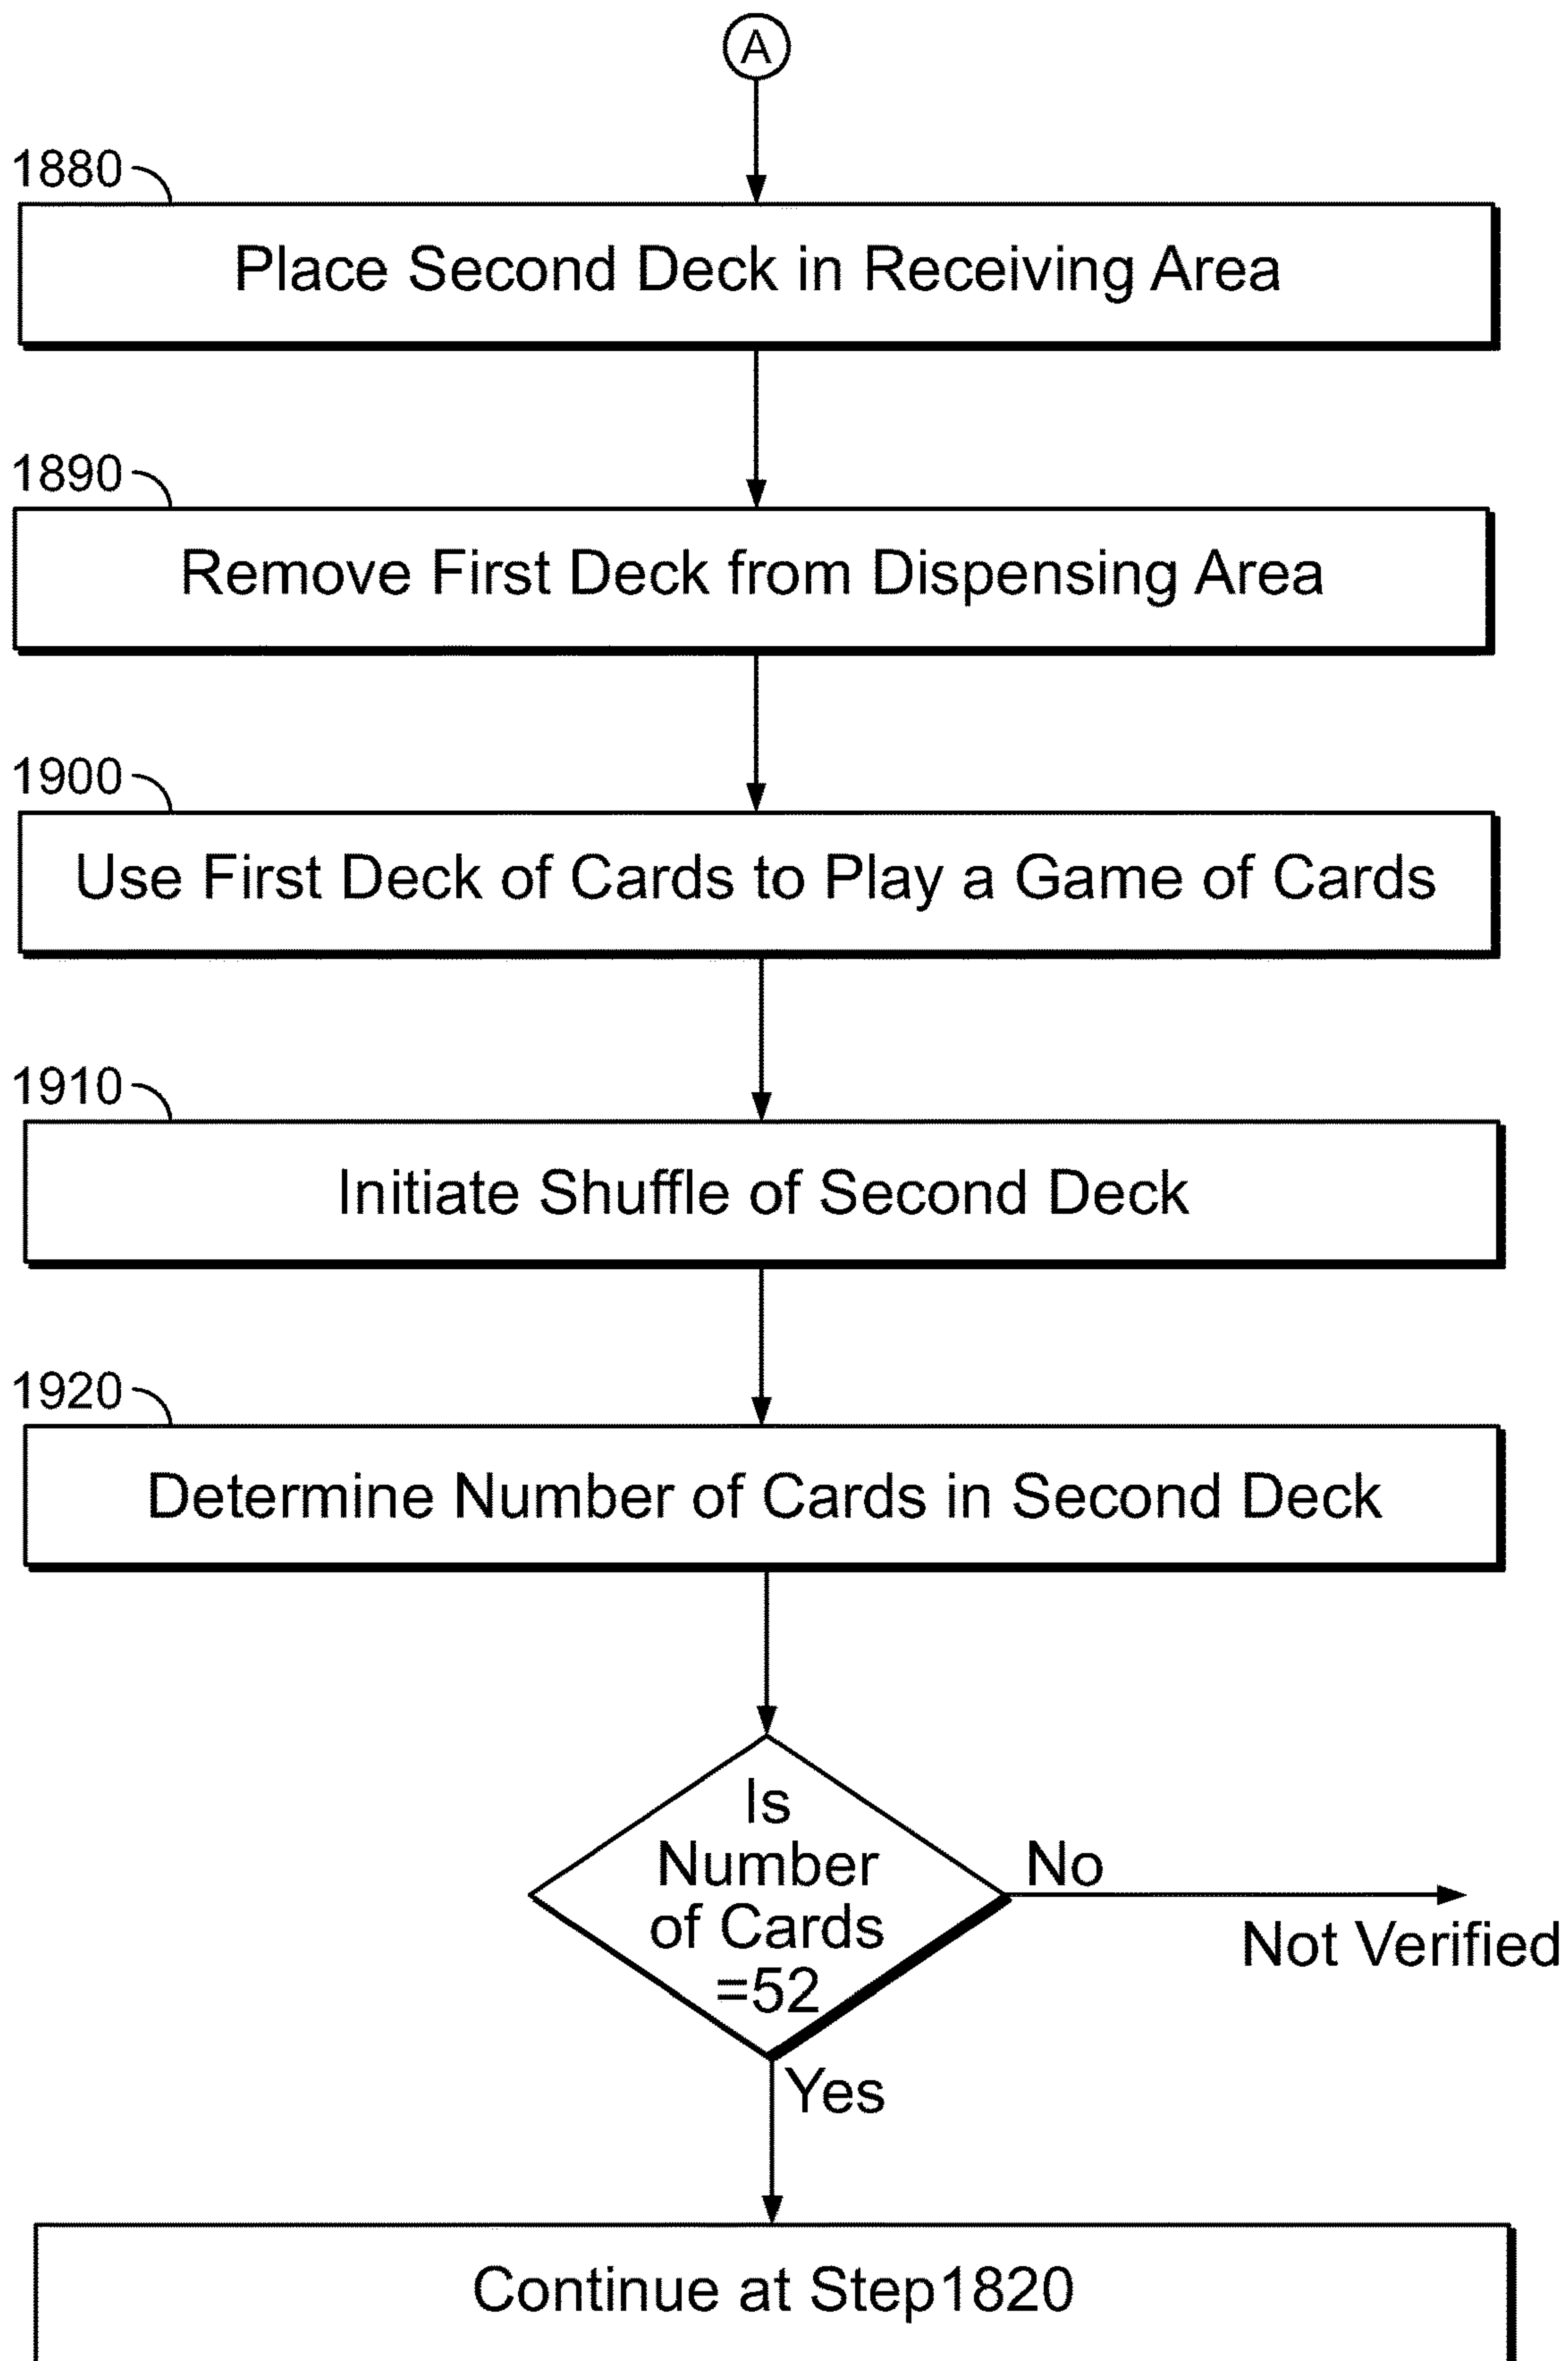 A
1880
Place Second Deck in Receiving Area
1890
Remove First Deck from Dispensing Area
1900
Use First Deck of Cards to Play a Game of Cards
1910
Initiate Shuffle of Second Deck
1920
Determine Number of Cards in Second Deck
Is
Number
of Cards
=52
No
Not Verified
Yes
Continue at Step1820